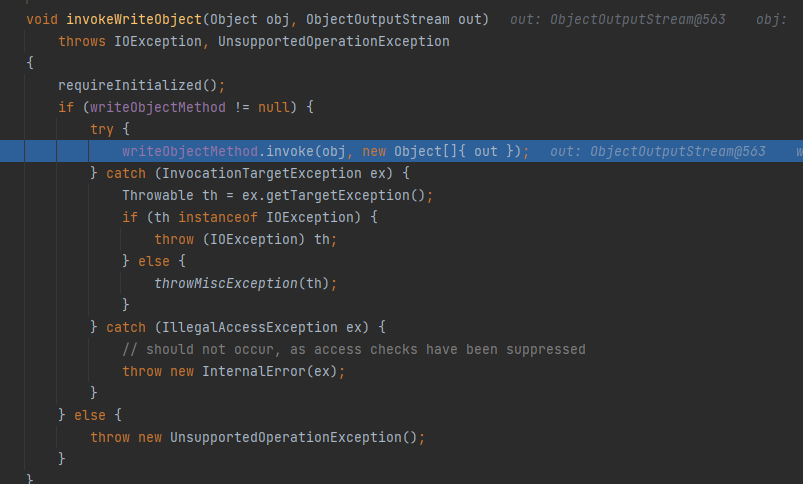 void invokeWriteObject(Object obj, ObjectOutputStream out)   out: ObjectOutputStream@563    obj:
    throws IOException, UnsupportedOperationException
{
    requireInitialized();
    if (writeObjectMethod != null) {
        try {
            writeObjectMethod.invoke(obj, new Object[]{ out });   out: ObjectOutputStream@563    w
        } catch (InvocationTargetException ex) {
            Throwable th = ex.getTargetException();
            if (th instanceof IOException) {
                throw (IOException) th;
            } else {
                throwMiscException(th);
            }
        } catch (IllegalAccessException ex) {
            // should not occur, as access checks have been suppressed
            throw new InternalError(ex);
        }
    } else {
        throw new UnsupportedOperationException();
    }
}